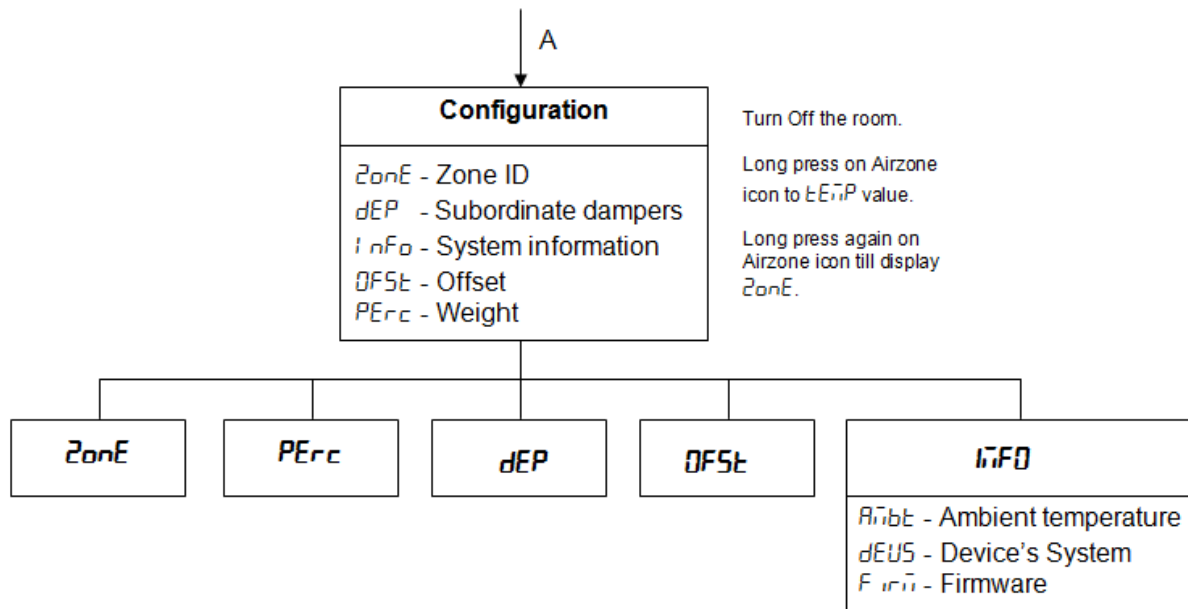 A
Configuration
ZonE - Zone ID
dEP - Subordinate dampers
InFo - System information
OFSt - Offset
PErc - Weight
Turn Off the room.
Long press on Airzone
icon to tEMP value.
Long press again on
Airzone icon till display
ZonE.
ZonE
PErc
dEP
OFSt
InFO
AMbt - Ambient temperature
dEVS - Device's System
FirM - Firmware